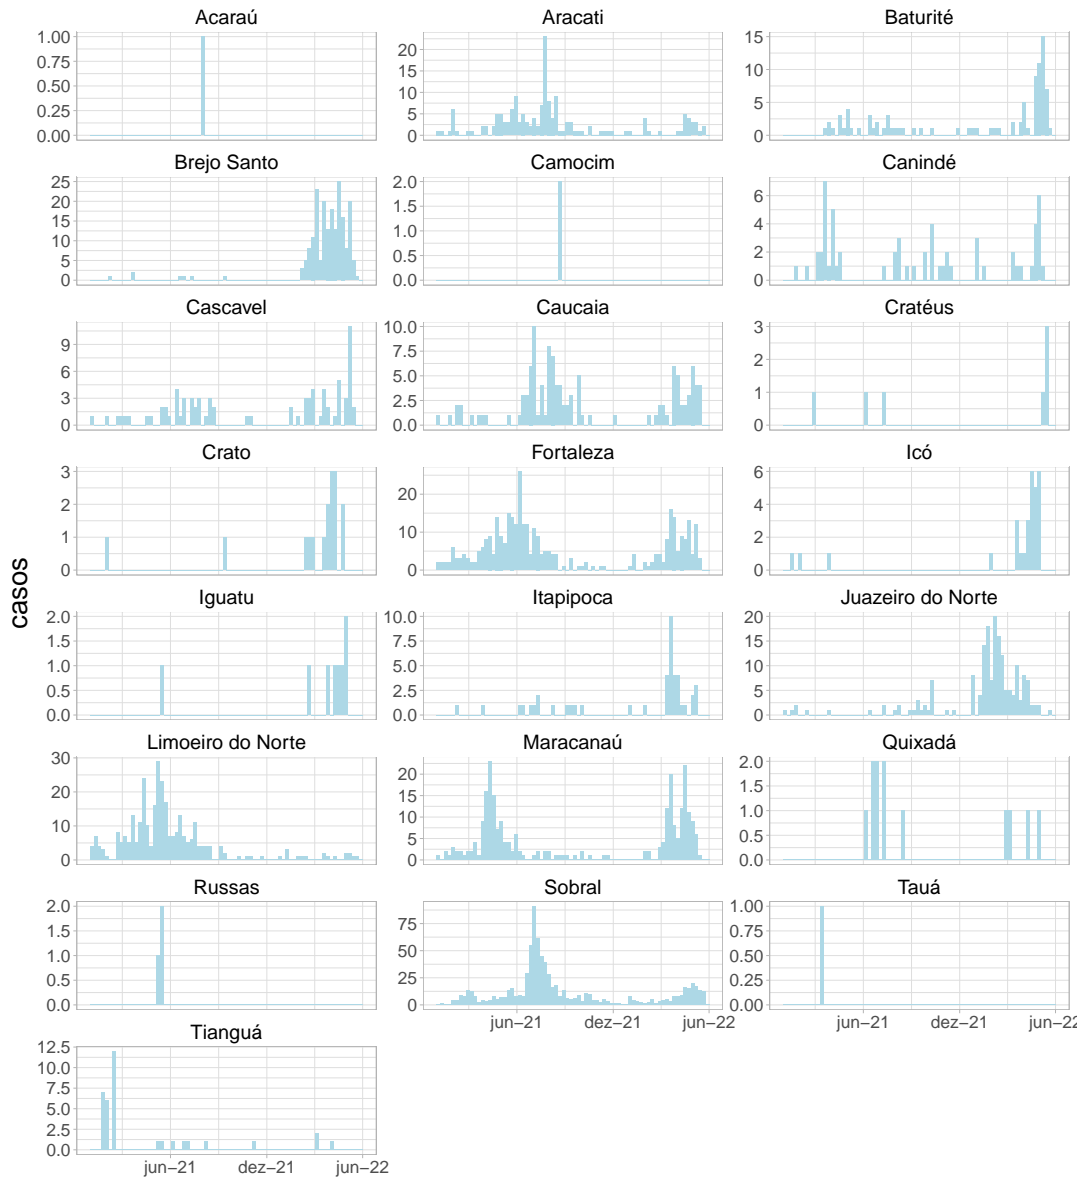 Acaraú Aracati Baturité
1.00 0.75 0.50 0.25 0.00
20 15 10 5 0
15 10 5 0
Brejo Santo Camocim Canindé
25 20 15 10 5 0
2.0 1.5 1.0 0.5 0.0
6 4 2 0
Cascavel Caucaia Cratéus
9 6 3 0
10.0 7.5 5.0 2.5 0.0
3 2 1 0
Crato Fortaleza Icó
3 2 1 0
20 10 0
6 4 2 0
casos
Iguatu Itapipoca Juazeiro do Norte
2.0 1.5 1.0 0.5 0.0
10.0 7.5 5.0 2.5 0.0
20 15 10 5 0
Limoeiro do Norte Maracanaú Quixadá
30 20 10 0
20 10 0
2.0 1.5 1.0 0.5 0.0
Russas Sobral Tauá
2.0 1.5 1.0 0.5 0.0
75 50 25 0
1.00 0.75 0.50 0.25 0.00
jun−21 dez−21 jun−22 jun−21 dez−21 jun−22
Tianguá
12.5 10.0 7.5 5.0 2.5 0.0
jun−21 dez−21 jun−22